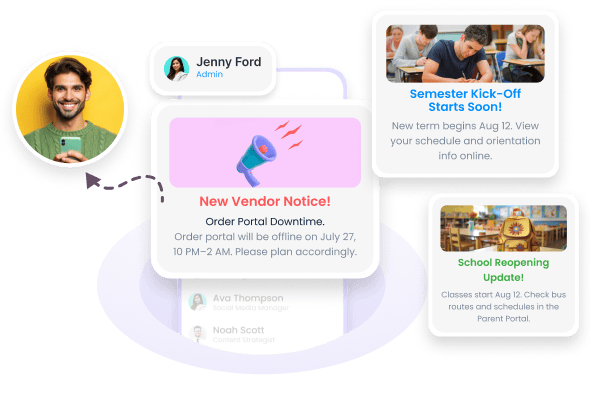 Jenny Ford
Admin
New Vendor Notice!
Order Portal Downtime.
Order portal will be offline on July 27,
10 PM–2 AM. Please plan accordingly.
Ava Thompson
Social Media Manager
Noah Scott
Content Strategist
Semester Kick-Off
Starts Soon!
New term begins Aug 12. View
your schedule and orientation
info online.
School Reopening
Update!
Classes start Aug 12. Check bus
routes and schedules in the
Parent Portal.